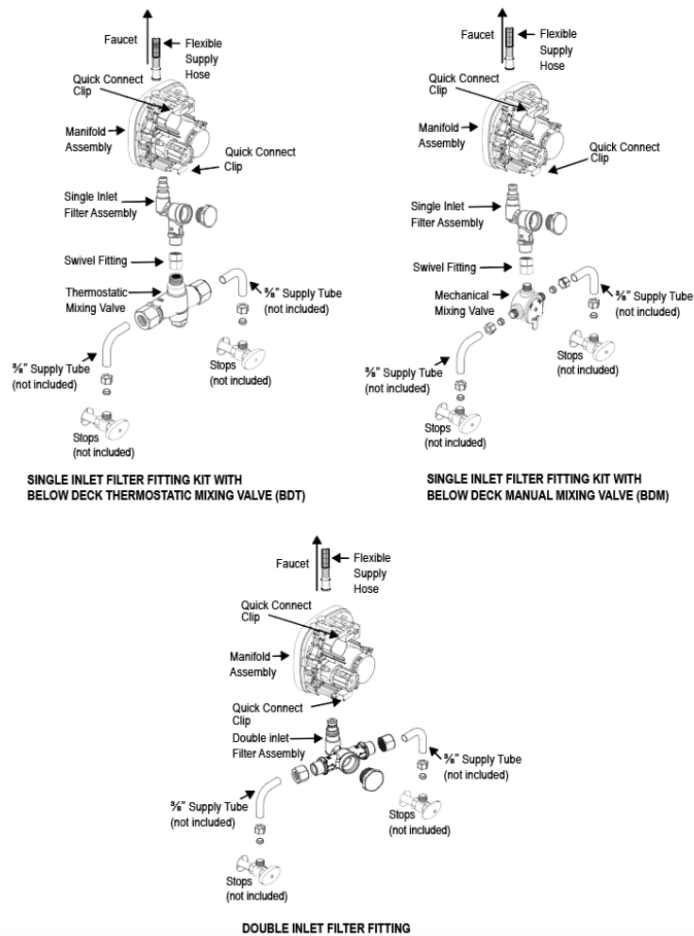 Faucet
Flexible
Supply
Hose
Quick Connect
Clip
Manifold
Assembly
Quick Connect
Clip
Single Inlet
Filter Assembly
Swivel Fitting
Thermostatic
Mixing Valve
⅜" Supply Tube
(not included)
⅜" Supply Tube
(not included)
Stops
(not included)
Stops
(not included)
SINGLE INLET FILTER FITTING KIT WITH
BELOW DECK THERMOSTATIC MIXING VALVE (BDT)
Faucet
Flexible
Supply
Hose
Quick Connect
Clip
Manifold
Assembly
Quick Connect
Clip
Single Inlet
Filter Assembly
Swivel Fitting
Mechanical
Mixing Valve
⅜" Supply Tube
(not included)
Stops
(not included)
⅜" Supply Tube
(not included)
Stops
(not included)
SINGLE INLET FILTER FITTING KIT WITH
BELOW DECK MANUAL MIXING VALVE (BDM)
Faucet
Flexible
Supply
Hose
Quick Connect
Clip
Manifold
Assembly
Quick Connect
Clip
Double inlet
Filter Assembly
⅜" Supply Tube
(not included)
⅜" Supply Tube
(not included)
Stops
(not included)
Stops
(not included)
DOUBLE INLET FILTER FITTING